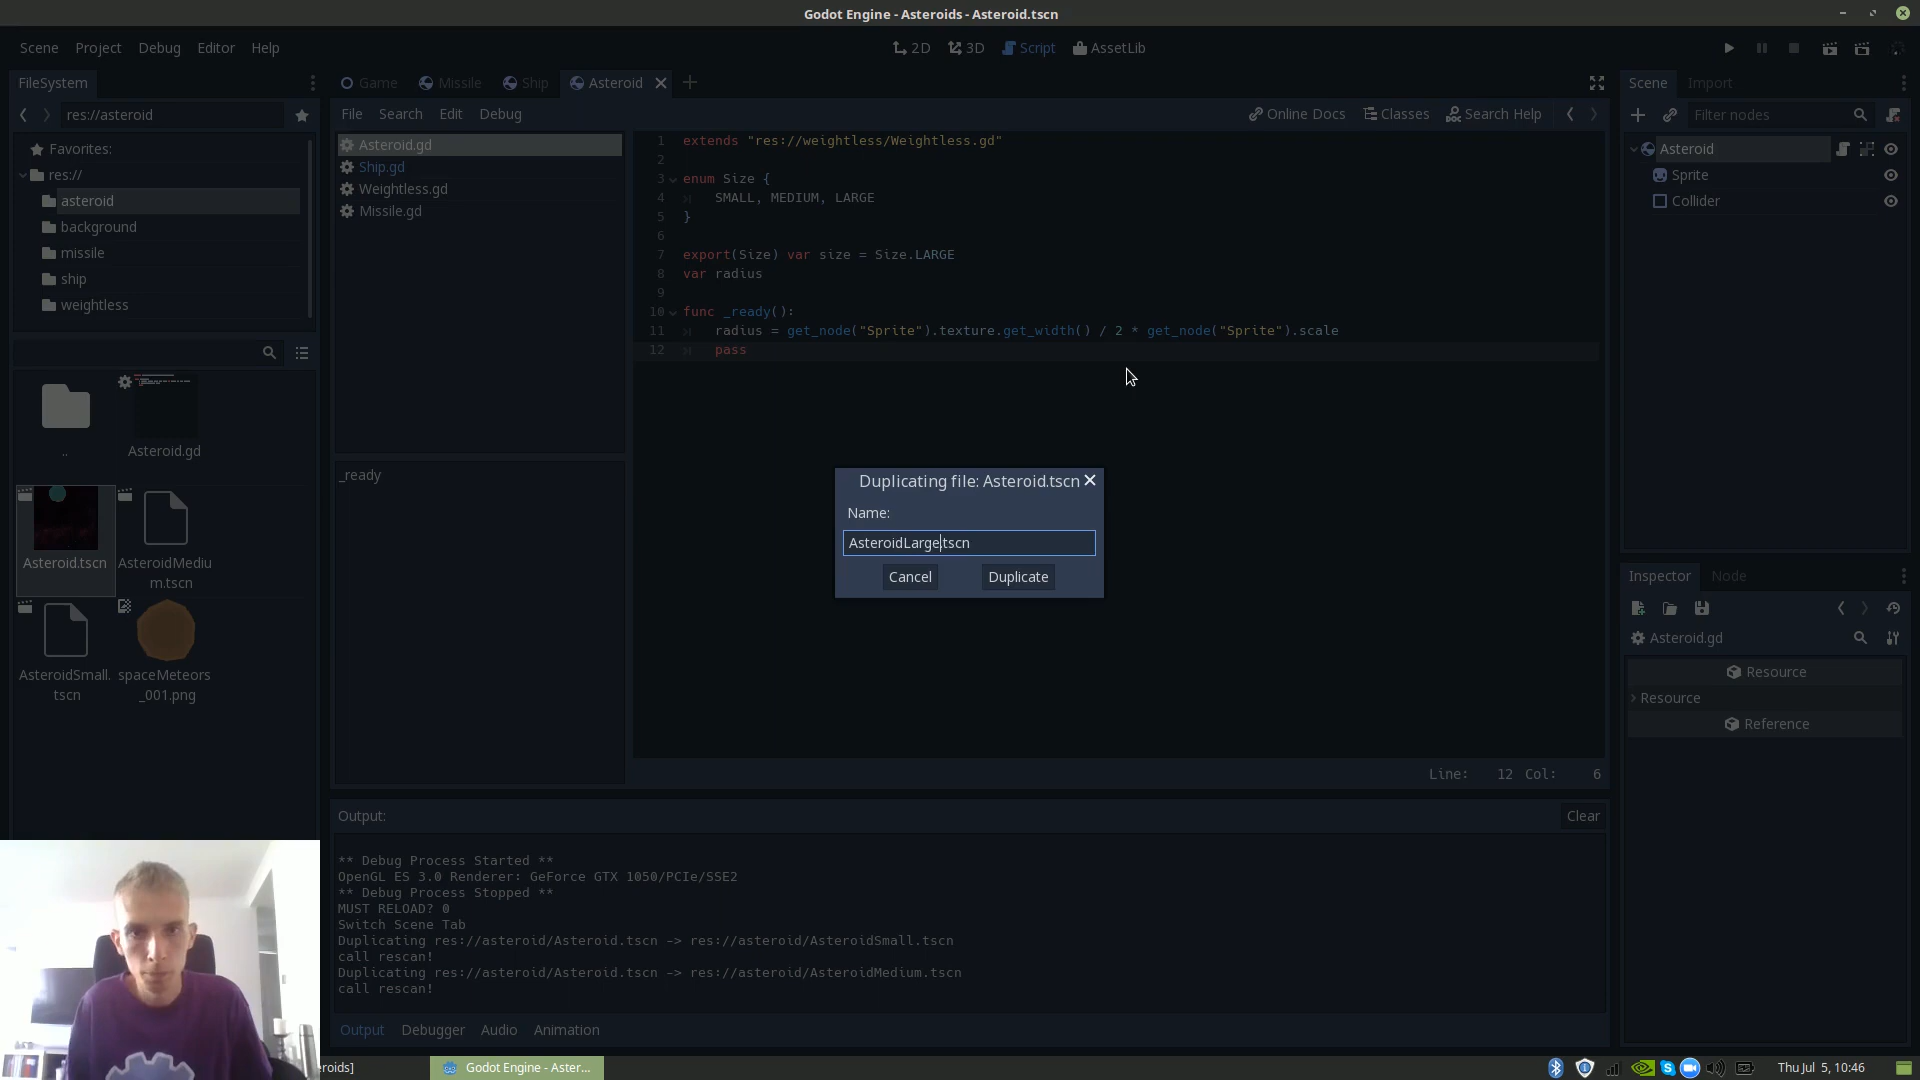 Godot Engine - Asteroids - Asteroid.tscn
Scene Project Debug Editor Help
2D 3D Script AssetLib
FileSystem
res://asteroid
Favorites:
res://
asteroid
background
missile
ship
weightless
..
Asteroid.gd
Asteroid.tscn
AsteroidMediu
m.tscn
AsteroidSmall.
tscn
spaceMeteors
_001.png
Game Missile Ship Asteroid
File Search Edit Debug
Online Docs Classes Search Help
Asteroid.gd
Ship.gd
Weightless.gd
Missile.gd
_ready
1 extends "res://weightless/Weightless.gd"
2
3 enum Size {
4 SMALL, MEDIUM, LARGE
5 }
6
7 export(Size) var size = Size.LARGE
8 var radius
9
10 func _ready():
11 radius = get_node("Sprite").texture.get_width() / 2 * get_node("Sprite").scale
12 pass
Line: 12 Col: 6
Duplicating file: Asteroid.tscn
Name:
AsteroidLarge.tscn
Cancel Duplicate
Output:
Clear
** Debug Process Started **
OpenGL ES 3.0 Renderer: GeForce GTX 1050/PCIe/SSE2
** Debug Process Stopped **
MUST RELOAD? 0
Switch Scene Tab
Duplicating res://asteroid/Asteroid.tscn -> res://asteroid/AsteroidSmall.tscn
call rescan!
Duplicating res://asteroid/Asteroid.tscn -> res://asteroid/AsteroidMedium.tscn
call rescan!
Output Debugger Audio Animation
Scene Import
Filter nodes
Asteroid
Sprite
Collider
Inspector Node
Asteroid.gd
Resource
Resource
Reference
roids]
Godot Engine - Aster...
Thu Jul 5, 10:46